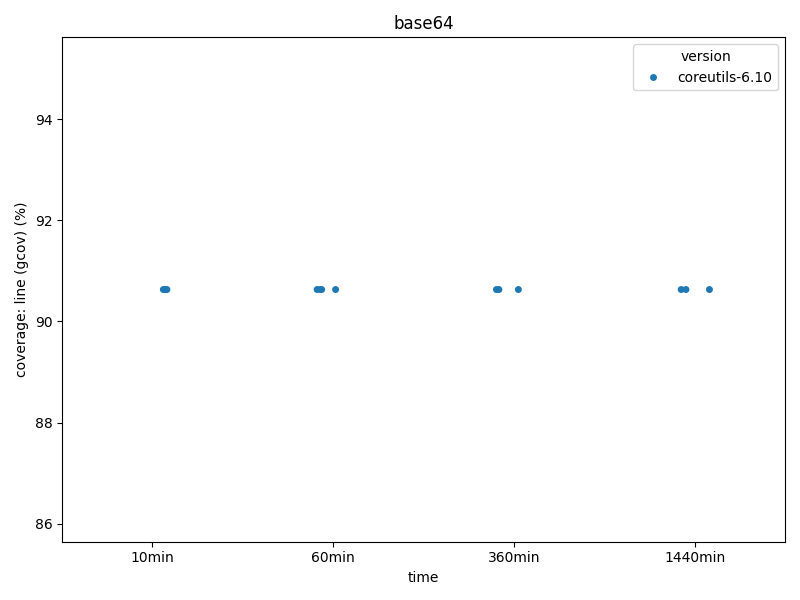 base64
version
coreutils-6.10
94
92
90
88
86
coverage: line (gcov) (%)
10min
60min
360min
1440min
time